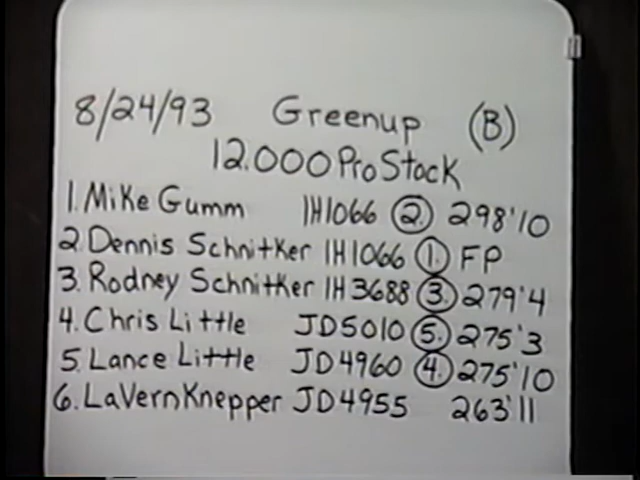 8/24/93 Greenup (B)
12.000 Pro Stock
1. Mike Gumm IH1066 2. 298'10
2. Dennis Schnitker IH1066 1. FP
3. Rodney Schnitker IH3688 3. 279'4
4. Chris Little JD5010 5. 275'3
5. Lance Little JD4960 4. 275'10
6. LaVern Knepper JD4955 263'11